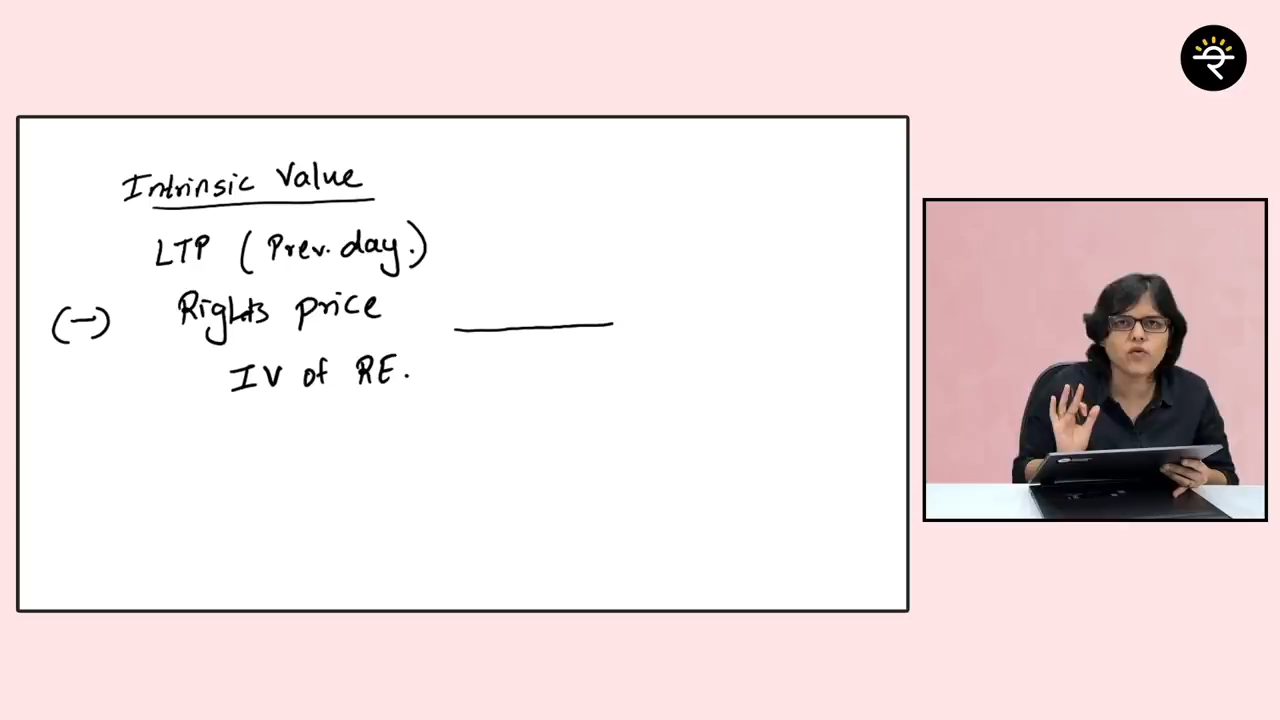 Intrinsic Value
LTP (Prev. day.)
(-) Rights price
IV of RE.